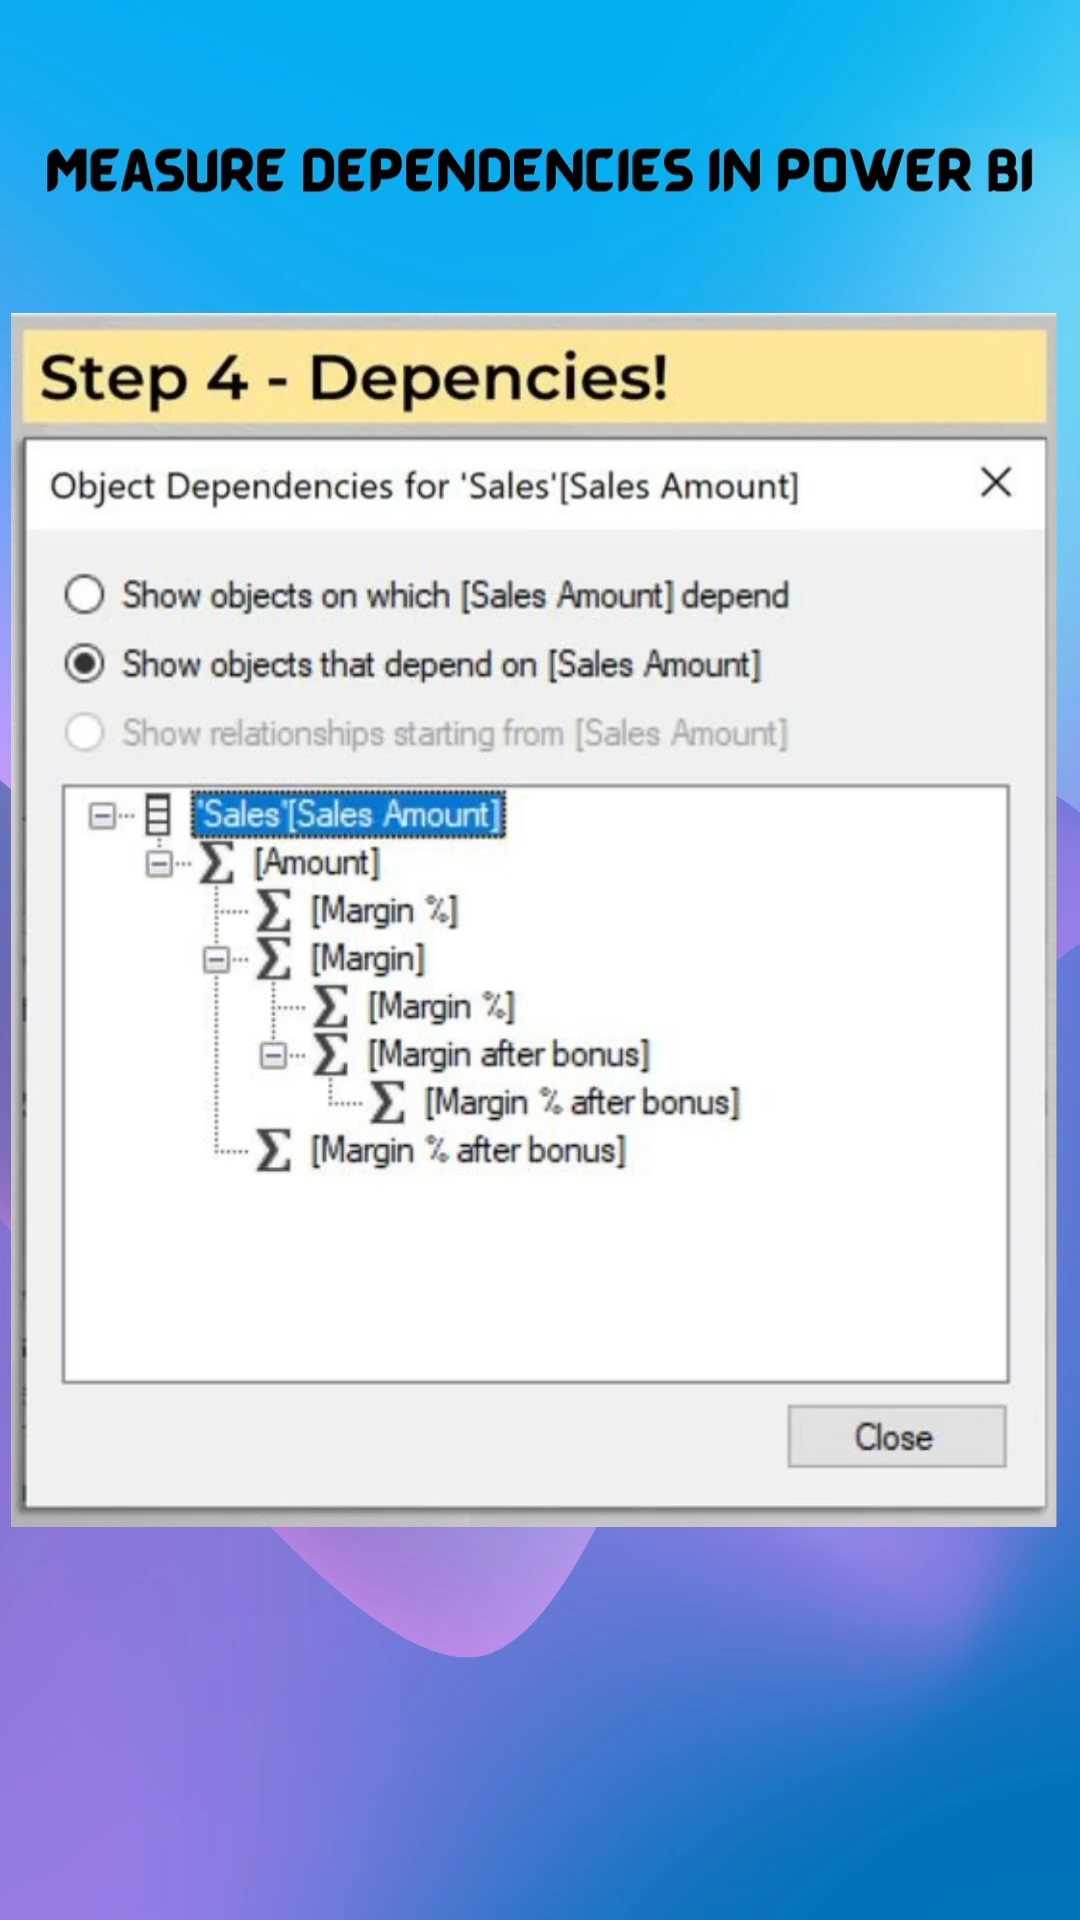 MEASURE DEPENDENCIES IN POWER BI
Step 4 - Depencies!
Object Dependencies for 'Sales'[Sales Amount]
Show objects on which [Sales Amount] depend
Show objects that depend on [Sales Amount]
Show relationships starting from [Sales Amount]
'Sales'[Sales Amount]
[Amount]
[Margin %]
[Margin]
[Margin %]
[Margin after bonus]
[Margin % after bonus]
[Margin % after bonus]
Close